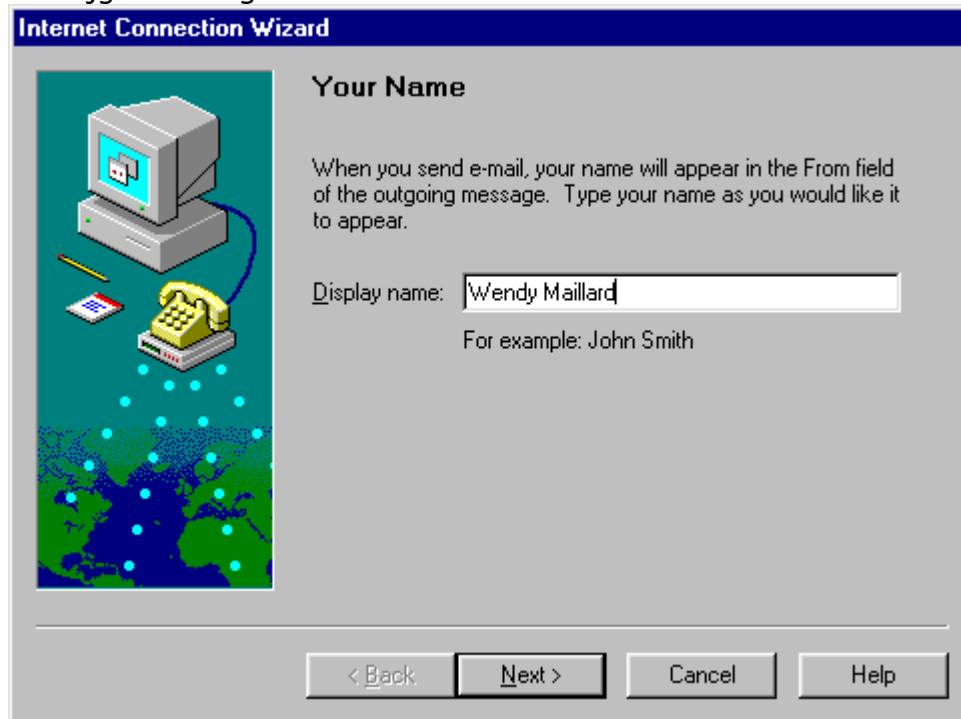 Internet Connection Wizard
Your Name
When you send e-mail, your name will appear in the From field
of the outgoing message. Type your name as you would like it
to appear.
Display name: Wendy Maillard
For example: John Smith
< Back Next > Cancel Help